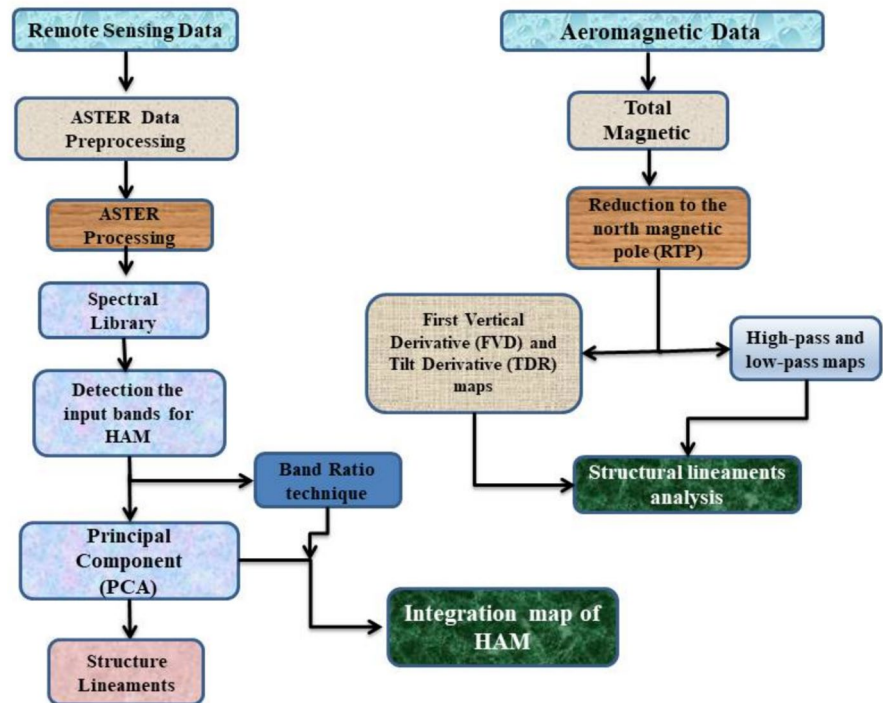 Remote Sensing Data
ASTER Data
Preprocessing
ASTER
Processing
Spectral
Library
Detection the
input bands for
HAM
Band Ratio
technique
Principal
Component
(PCA)
Structure
Lineaments
Integration map of
HAM
Aeromagnetic Data
Total
Magnetic
Reduction to the
north magnetic
pole (RTP)
First Vertical
Derivative (FVD) and
Tilt Derivative (TDR)
maps
High-pass and
low-pass maps
Structural lineaments
analysis